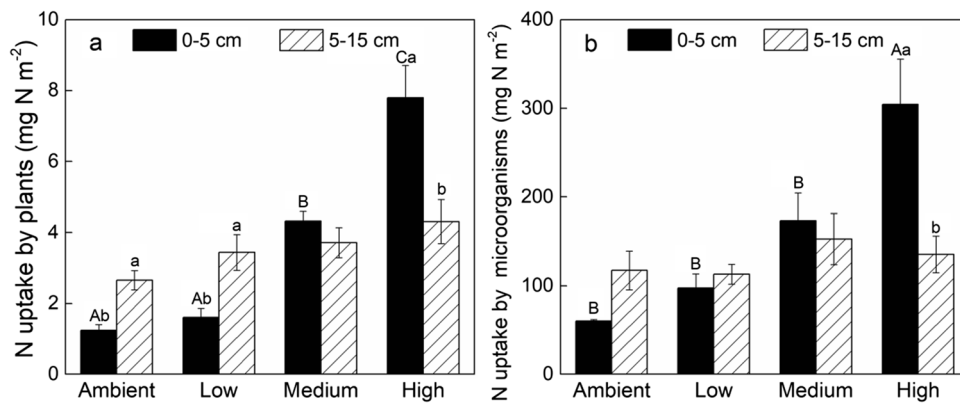 N uptake by plants (mg N m-2)
10
8
6
4
2
0
a
0-5 cm
5-15 cm
Ab
a
Ab
a
B
Ca
b
Ambient
Low
Medium
High
N uptake by microorganisms (mg N m-2)
400
300
200
100
0
b
0-5 cm
5-15 cm
B
B
B
Aa
b
Ambient
Low
Medium
High